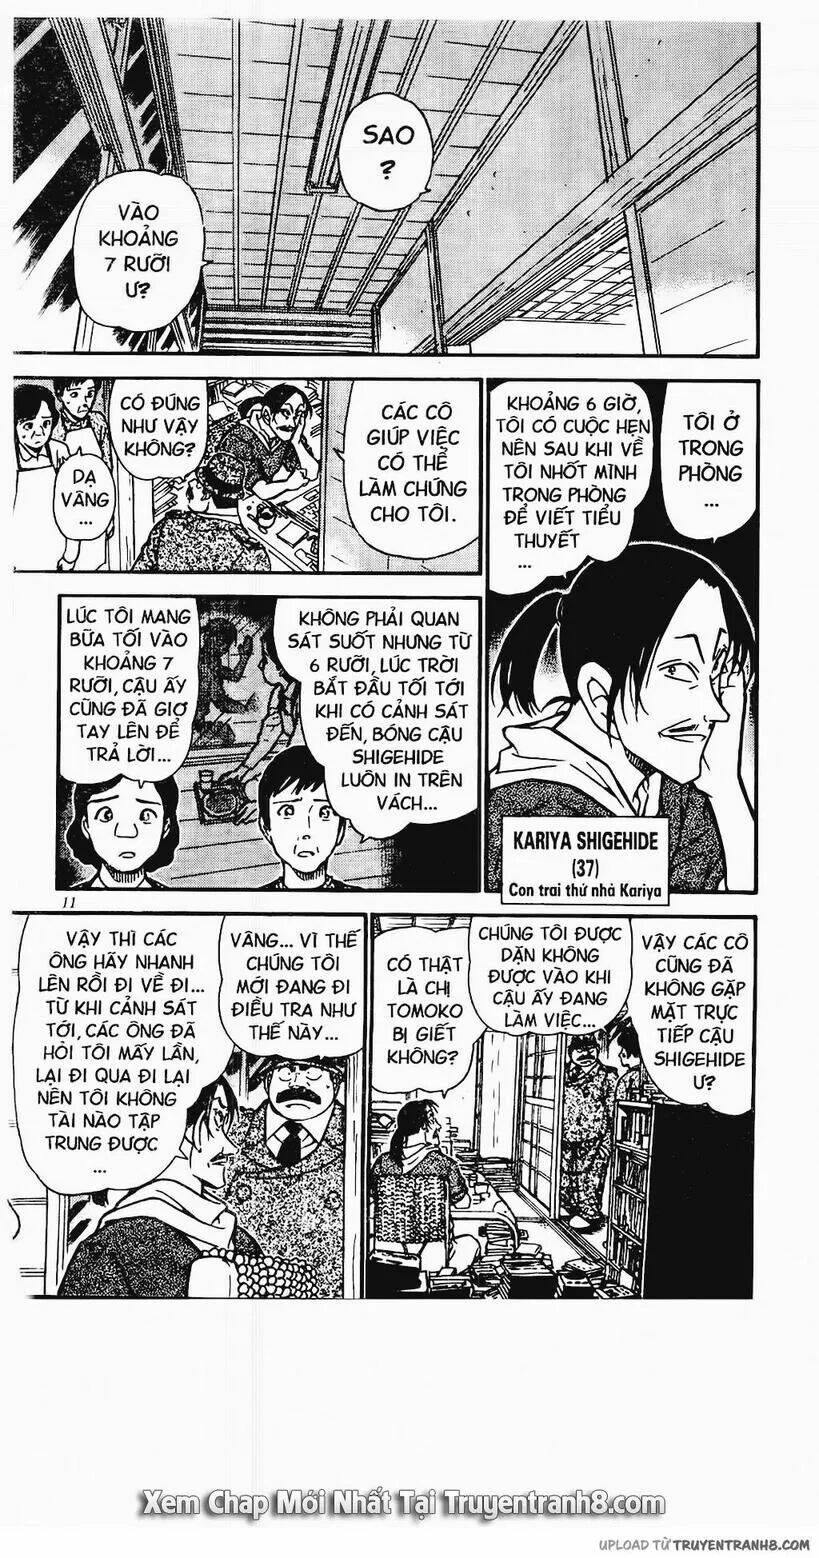 SAO
?
VÀO
KHOẢNG
7 RƯỠI
Ư?
TÔI Ở
TRONG
PHÒNG
...
KHOẢNG 6 GIỜ,
TÔI CÓ CUỘC HẸN
NÊN SAU KHI VỀ
TÔI NHỐT MÌNH
TRONG PHÒNG
ĐỂ VIẾT TIỂU
THUYẾT
...
KARIYA SHIGEHIDE
(37)
Con trai thứ nhà Kariya
CÁC CÔ
GIÚP VIỆC
CÓ THỂ
LÀM CHỨNG
CHO TÔI.
CÓ ĐÚNG
NHƯ VẬY
KHÔNG?
DẠ
VÂNG
...
KHÔNG PHẢI QUAN
SÁT SUỐT NHƯNG TỪ
6 RƯỠI, LÚC TRỜI
BẮT ĐẦU TỐI TỚI
KHI CÓ CẢNH SÁT
ĐẾN, BÓNG CẬU
SHIGEHIDE
LUÔN IN TRÊN
VÁCH...
LÚC TÔI MANG
BỮA TỐI VÀO
KHOẢNG 7
RƯỠI, CẬU ẤY
CŨNG ĐÃ GIƠ
TAY LÊN ĐỂ
TRẢ LỜI...
11
VẬY CÁC CÔ
CŨNG ĐÃ
KHÔNG GẶP
MẶT TRỰC
TIẾP CẬU
SHIGEHIDE
Ư?
CHÚNG TÔI ĐƯỢC
DẶN KHÔNG
ĐƯỢC VÀO KHI
CẬU ẤY ĐANG
LÀM VIỆC...
CÓ THẬT
LÀ CHỊ
TOMOKO
BỊ GIẾT
KHÔNG?
VÂNG... VÌ THẾ
CHÚNG TÔI
MỚI ĐANG ĐI
ĐIỀU TRA NHƯ
THẾ NÀY...
VẬY THÌ CÁC
ÔNG HÃY NHANH
LÊN RỒI ĐI VỀ ĐI...
TỪ KHI CẢNH SÁT
TỚI, CÁC ÔNG ĐÃ
HỎI TÔI MẤY LẦN,
LẠI ĐI QUA ĐI LẠI
NÊN TÔI KHÔNG
TÀI NÀO TẬP
TRUNG ĐƯỢC
...
Xem Chap Mới Nhất Tại Truyentranh8.com
UPLOAD TỪ TRUYENTRANH8.COM